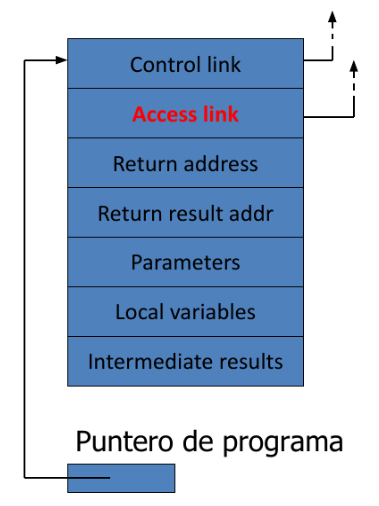 Control link
Access link
Return address
Return result addr
Parameters
Local variables
Intermediate results
Puntero de programa